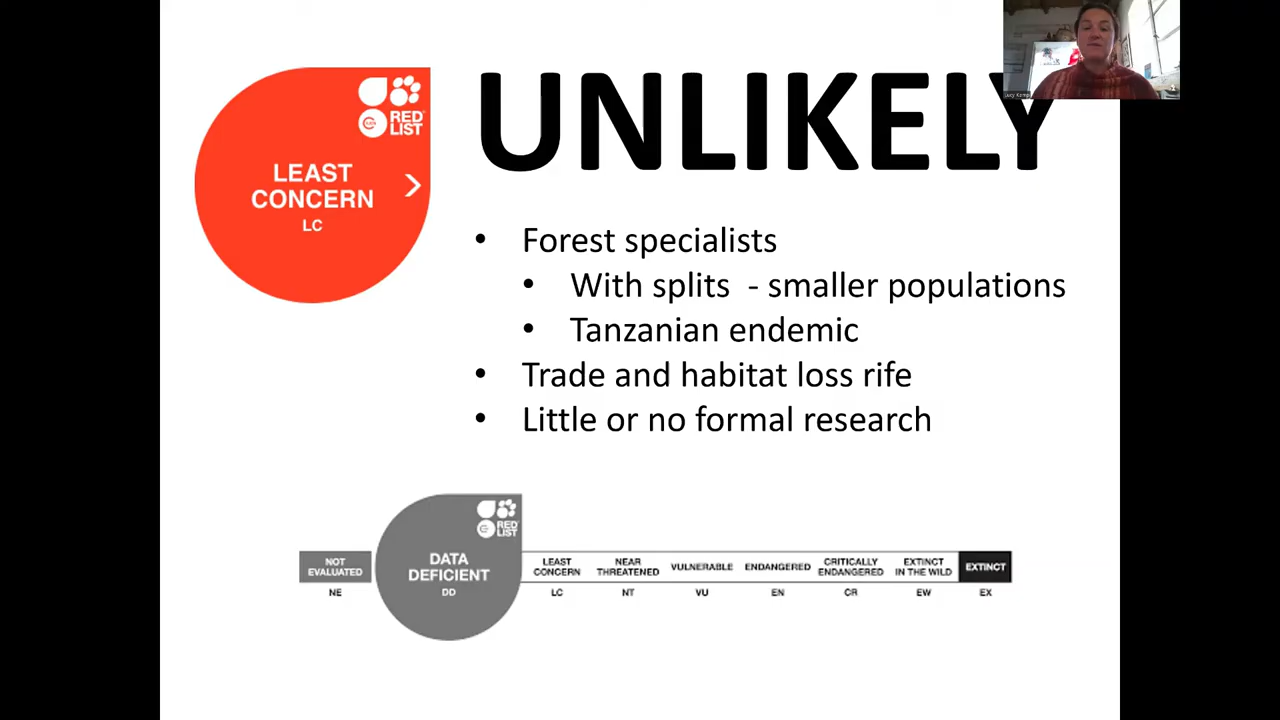 RED
LIST
LEAST
CONCERN
LC
UNLIKELY
Forest specialists
With splits - smaller populations
Tanzanian endemic
Trade and habitat loss rife
Little or no formal research
RED
LIST
NOT
EVALUATED
NE
DATA
DEFICIENT
DD
LEAST
CONCERN
LC
NEAR
THREATENED
NT
VULNERABLE
VU
ENDANGERED
EN
CRITICALLY
ENDANGERED
CR
EXTINCT
IN THE WILD
EW
EXTINCT
EX